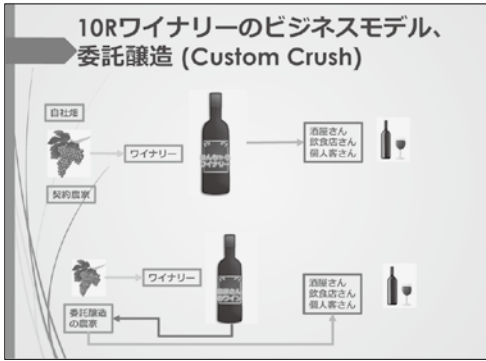 10Rワイナリーのビジネスモデル、
委託醸造 (Custom Crush)
自社畑
ワイナリー
酒屋さん
飲食店さん
個人客さん
契約農家
ワイナリー
酒屋さん
飲食店さん
個人客さん
委託醸造
の農家